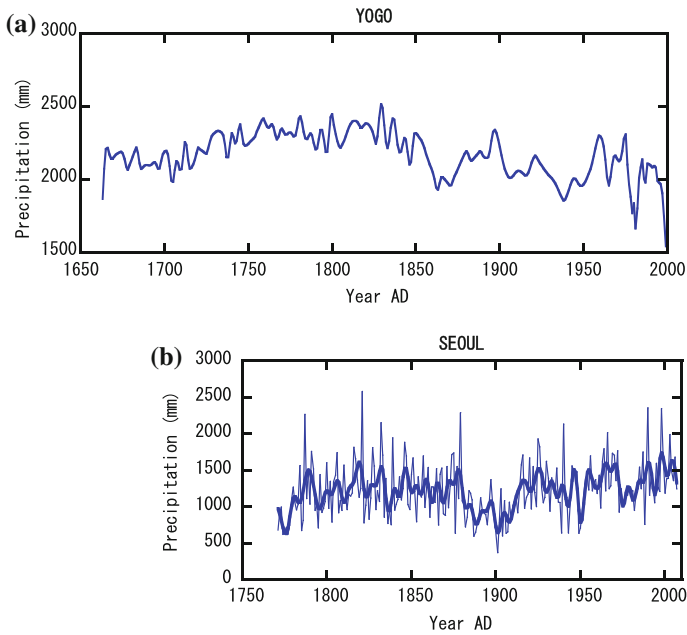 (a)
YOGO
3000
2500
2000
1500
Precipitation (mm)
1650 1700 1750 1800 1850 1900 1950 2000
Year AD
(b)
SEOUL
3000
2500
2000
1500
1000
500
0
Precipitation (mm)
1750 1800 1850 1900 1950 2000
Year AD